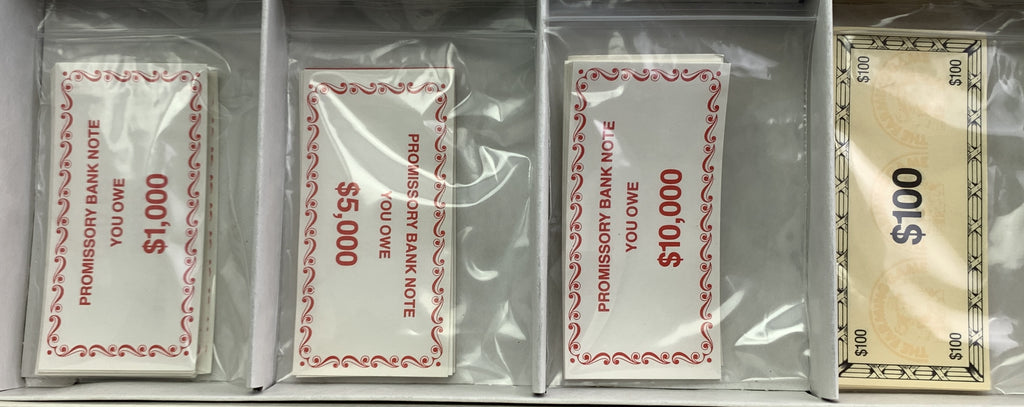 PROMISSORY BANK NOTE
YOU OWE
$1,000
PROMISSORY BANK NOTE
YOU OWE
$5,000
PROMISSORY BANK NOTE
YOU OWE
$10,000
$100
$100
$100
$100
$100